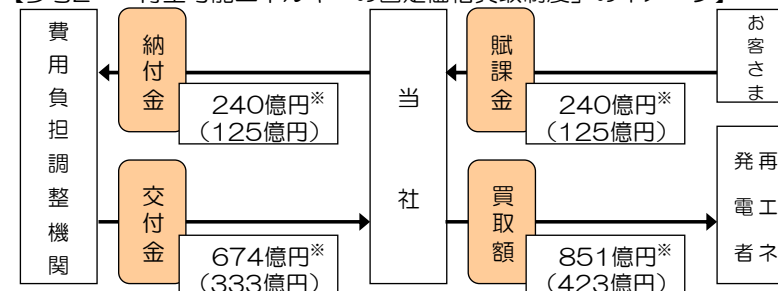 費用負担調整機関
納付金
240億円※
（125億円）
当社
賦課金
240億円※
（125億円）
お客さま
交付金
674億円※
（333億円）
買取額
851億円※
（423億円）
再エネ
発電者